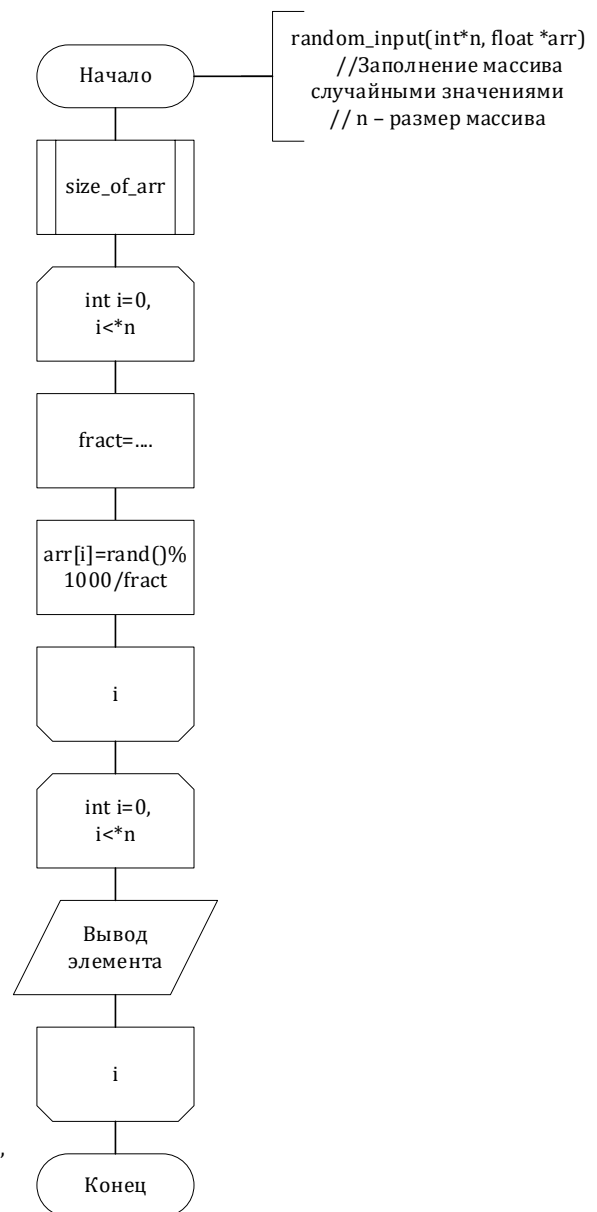 Начало
random_input(int*n, float *arr)
//Заполнение массива
случайными значениями
// n – размер массива
size_of_arr
int i=0,
i<*n
fract=....
arr[i]=rand()%
1000/fract
i
int i=0,
i<*n
Вывод
элемента
i
,
Конец